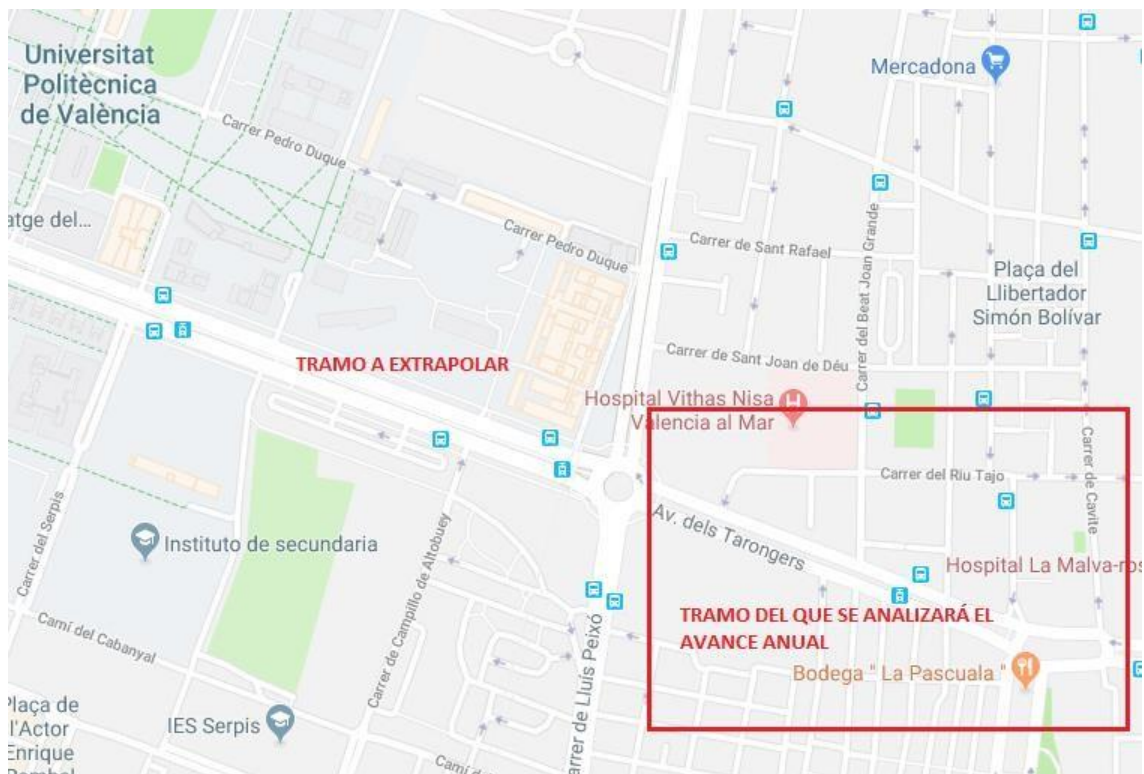 Universitat
Politècnica
de València
Mercadona
Carrer Pedro Duque
atge del...
Carrer Pedro Duque
Carrer de Sant Rafael
Carrer del Beat Joan Grande
Plaça del
Llibertador
Simón Bolívar
TRAMO A EXTRAPOLAR
Carrer de Sant Joan de Déu
Hospital Vithas Nisa
Valencia al Mar
H
Carrer del Riu Tajo
Carrer de Cavite
Av. dels Tarongers
Carrer del Serpis
Instituto de secundaria
Carrer de Campillo de Altobuey
Hospital La Malva-ros
TRAMO DEL QUE SE ANALIZARÁ EL
AVANCE ANUAL
Camí del Cabanyal
Bodega " La Pascuala "
Carrer de Lluís Peixó
Plaça de
l'Actor
Enrique
IES Serpis